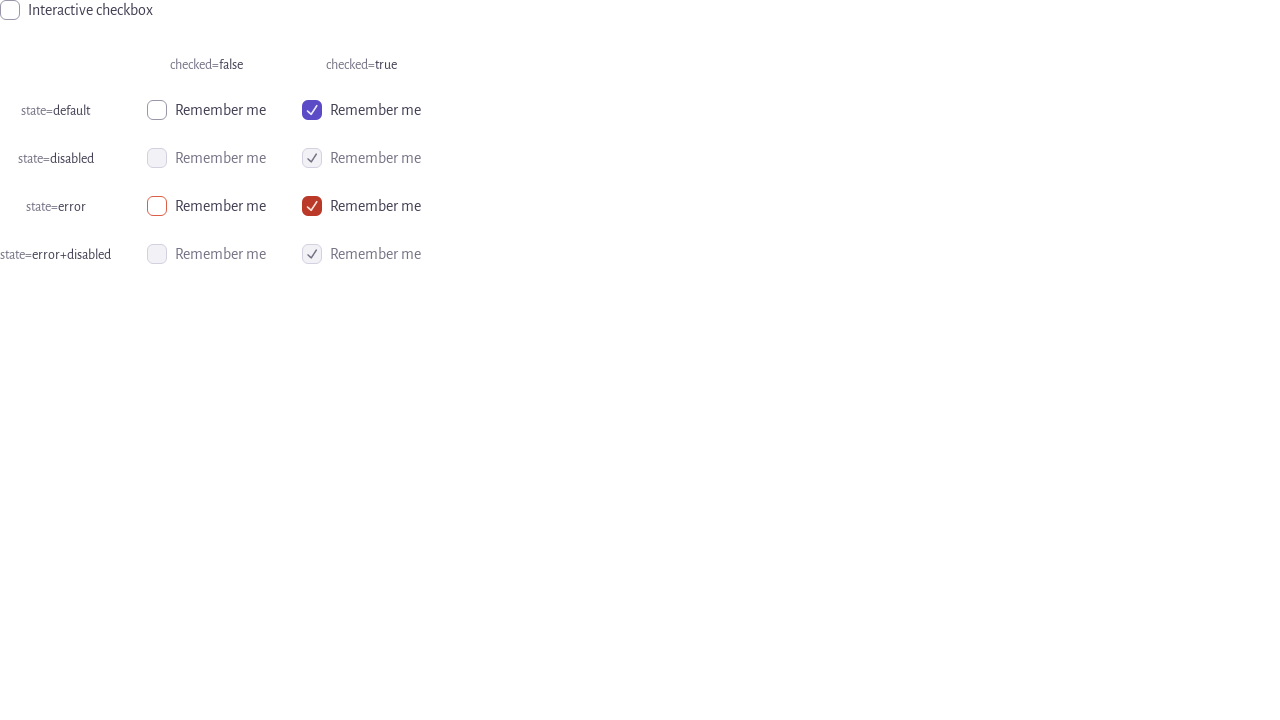 Interactive checkbox
checked=false checked=true
state=default Remember me Remember me
state=disabled Remember me Remember me
state=error Remember me Remember me
state=error+disabled Remember me Remember me